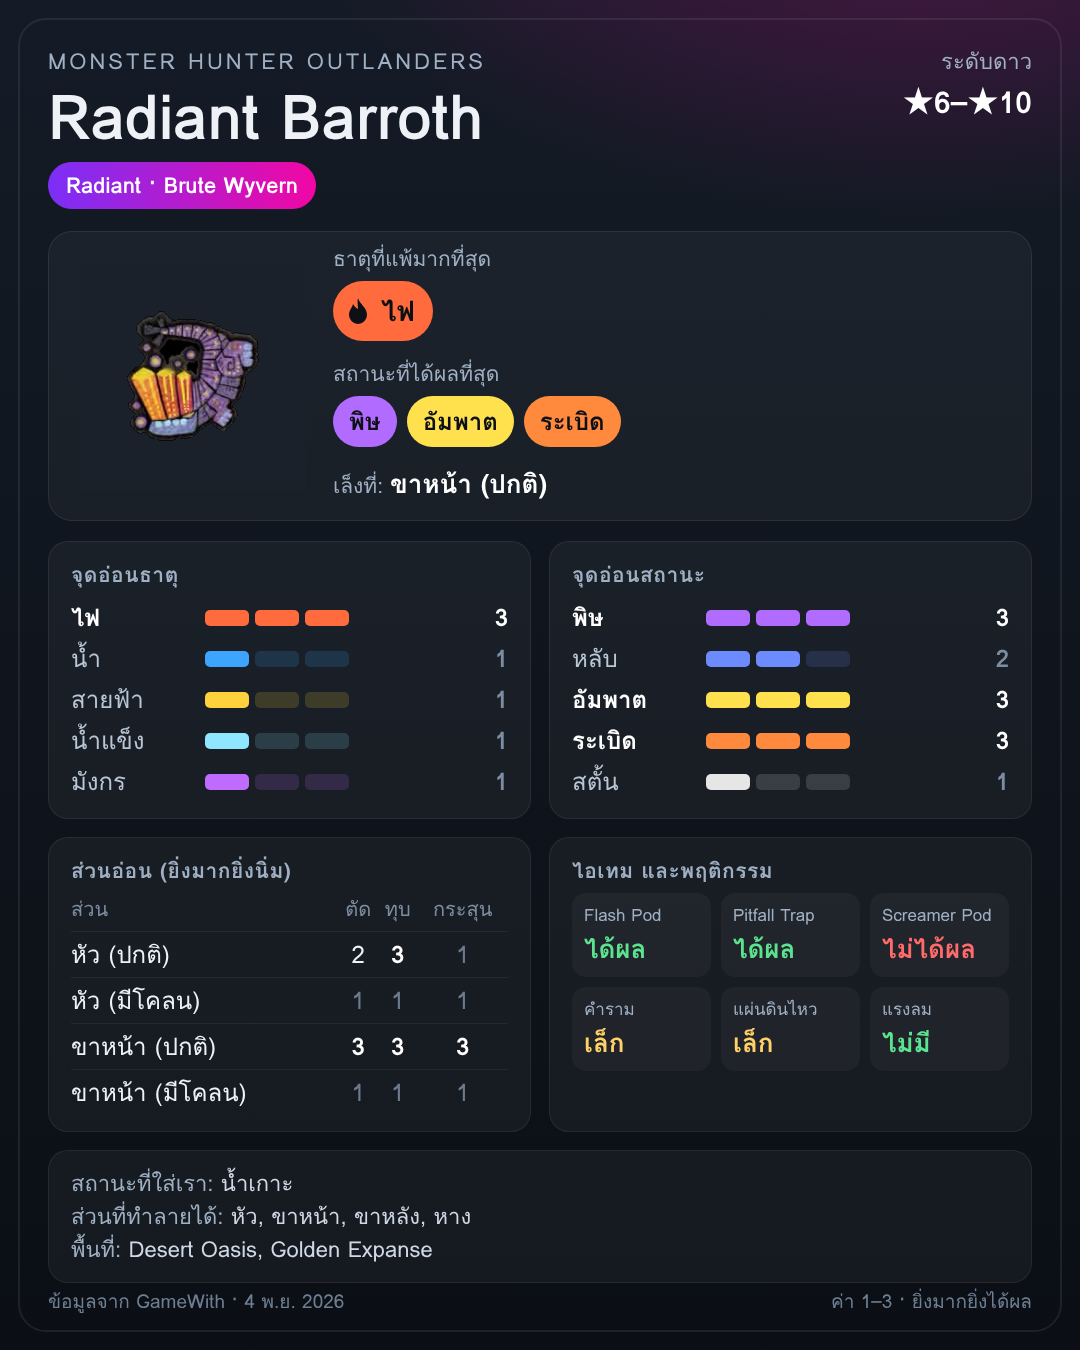 MONSTER HUNTER OUTLANDERS
ระดับดาว
Radiant Barroth
★6–★10
Radiant · Brute Wyvern
ธาตุที่แพ้มากที่สุด
ไฟ
สถานะที่ได้ผลที่สุด
พิษ อัมพาต ระเบิด
เล็งที่: ขาหน้า (ปกติ)
จุดอ่อนธาตุ
ไฟ 3
น้ำ 1
สายฟ้า 1
น้ำแข็ง 1
มังกร 1
จุดอ่อนสถานะ
พิษ 3
หลับ 2
อัมพาต 3
ระเบิด 3
สตั้น 1
ส่วนอ่อน (ยิ่งมากยิ่งนิ่ม)
ส่วน ตัด ทุบ กระสุน
หัว (ปกติ) 2 3 1
หัว (มีโคลน) 1 1 1
ขาหน้า (ปกติ) 3 3 3
ขาหน้า (มีโคลน) 1 1 1
ไอเทม และพฤติกรรม
Flash Pod Pitfall Trap Screamer Pod
ได้ผล ได้ผล ไม่ได้ผล
คำราม แผ่นดินไหว แรงลม
เล็ก เล็ก ไม่มี
สถานะที่ใส่เรา: น้ำเกาะ
ส่วนที่ทำลายได้: หัว, ขาหน้า, ขาหลัง, หาง
พื้นที่: Desert Oasis, Golden Expanse
ข้อมูลจาก GameWith · 4 พ.ย. 2026
ค่า 1–3 · ยิ่งมากยิ่งได้ผล